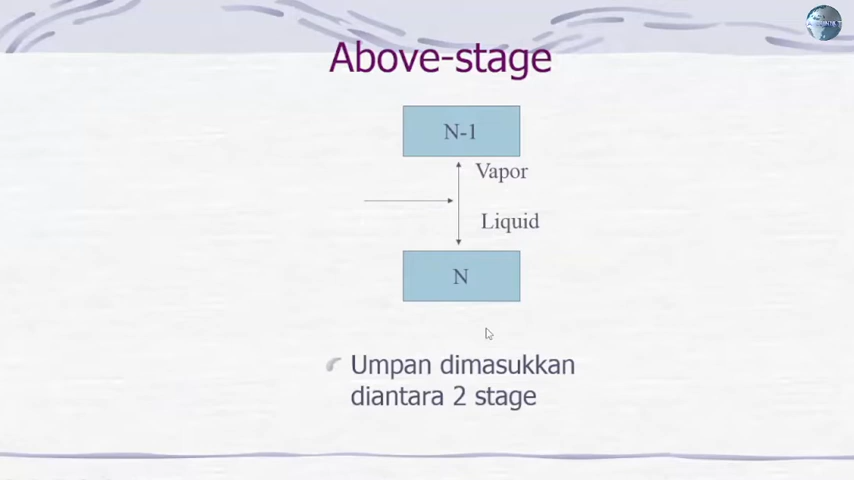 Above-stage
N-1
Vapor
Liquid
N
Umpan dimasukkan
diantara 2 stage